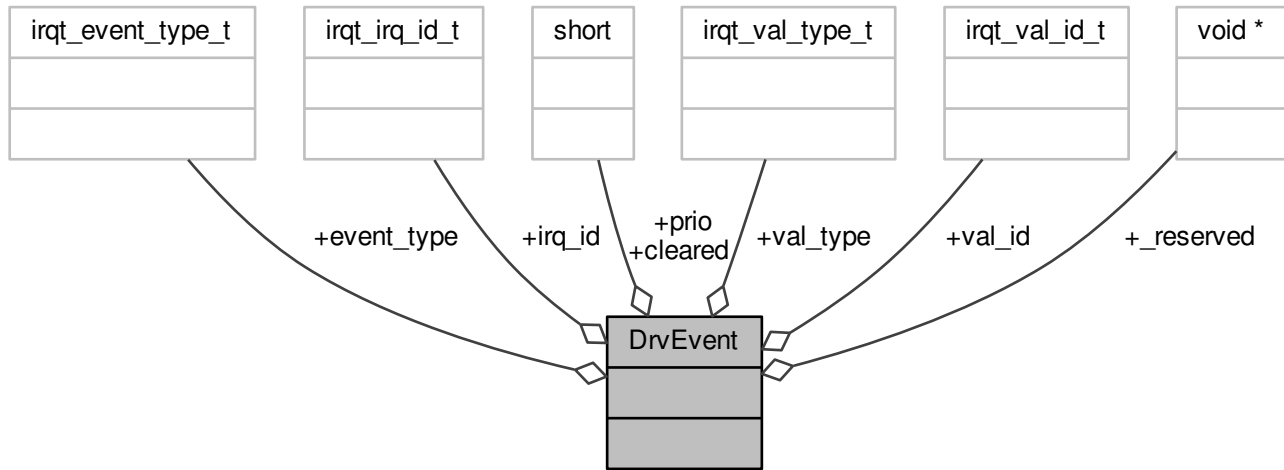 irqt_event_type_t
irqt_irq_id_t
short
irqt_val_type_t
irqt_val_id_t
void *
+event_type
+irq_id
+prio
+cleared
+val_type
+val_id
+_reserved
DrvEvent